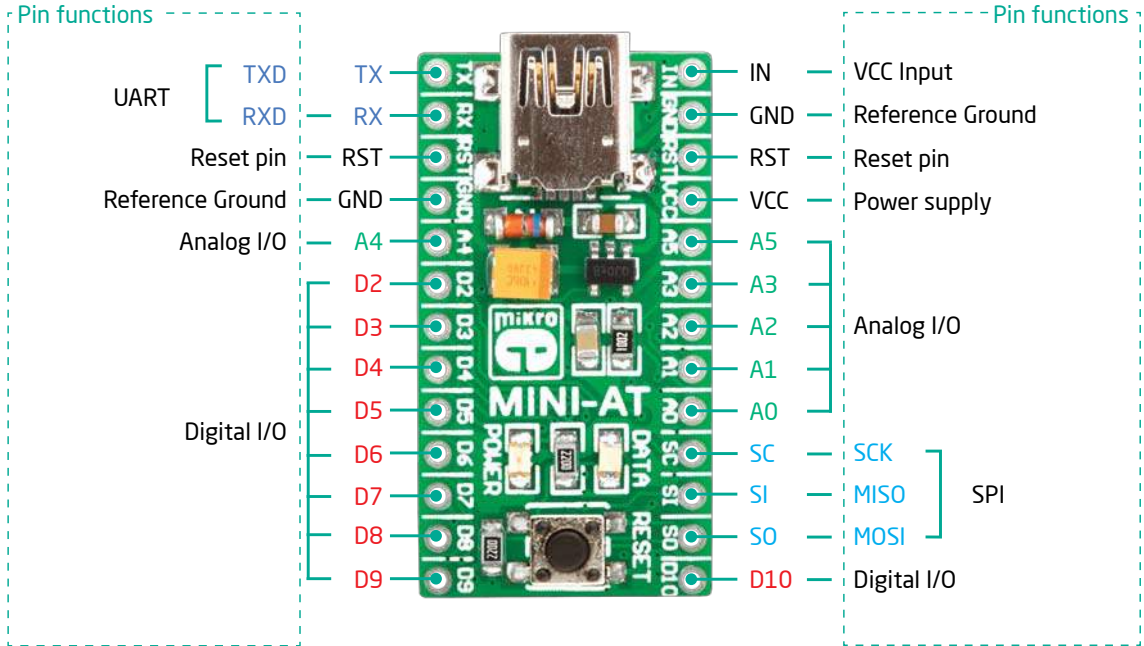 Pin functions
Pin functions
TXD TX TX IN IN VCC Input
UART
RXD RX RX GND GND Reference Ground
Reset pin RST RST RST RST Reset pin
Reference Ground GND GND VCC VCC Power supply
Analog I/O A4 A4 A5 A5
D2 D2 A3 A3
D3 D3 mikro A2 A2 Analog I/O
e
D4 D4 1002 A1 A1
D5 D5 MINI-AT A0 A0
Digital I/O
D6 D6 POWER 2200 DATA SC SC SCK
D7 D7 SI SI MISO SPI
D8 D8 2200 RESET SO SO MOSI
D9 D9 D10 D10 Digital I/O